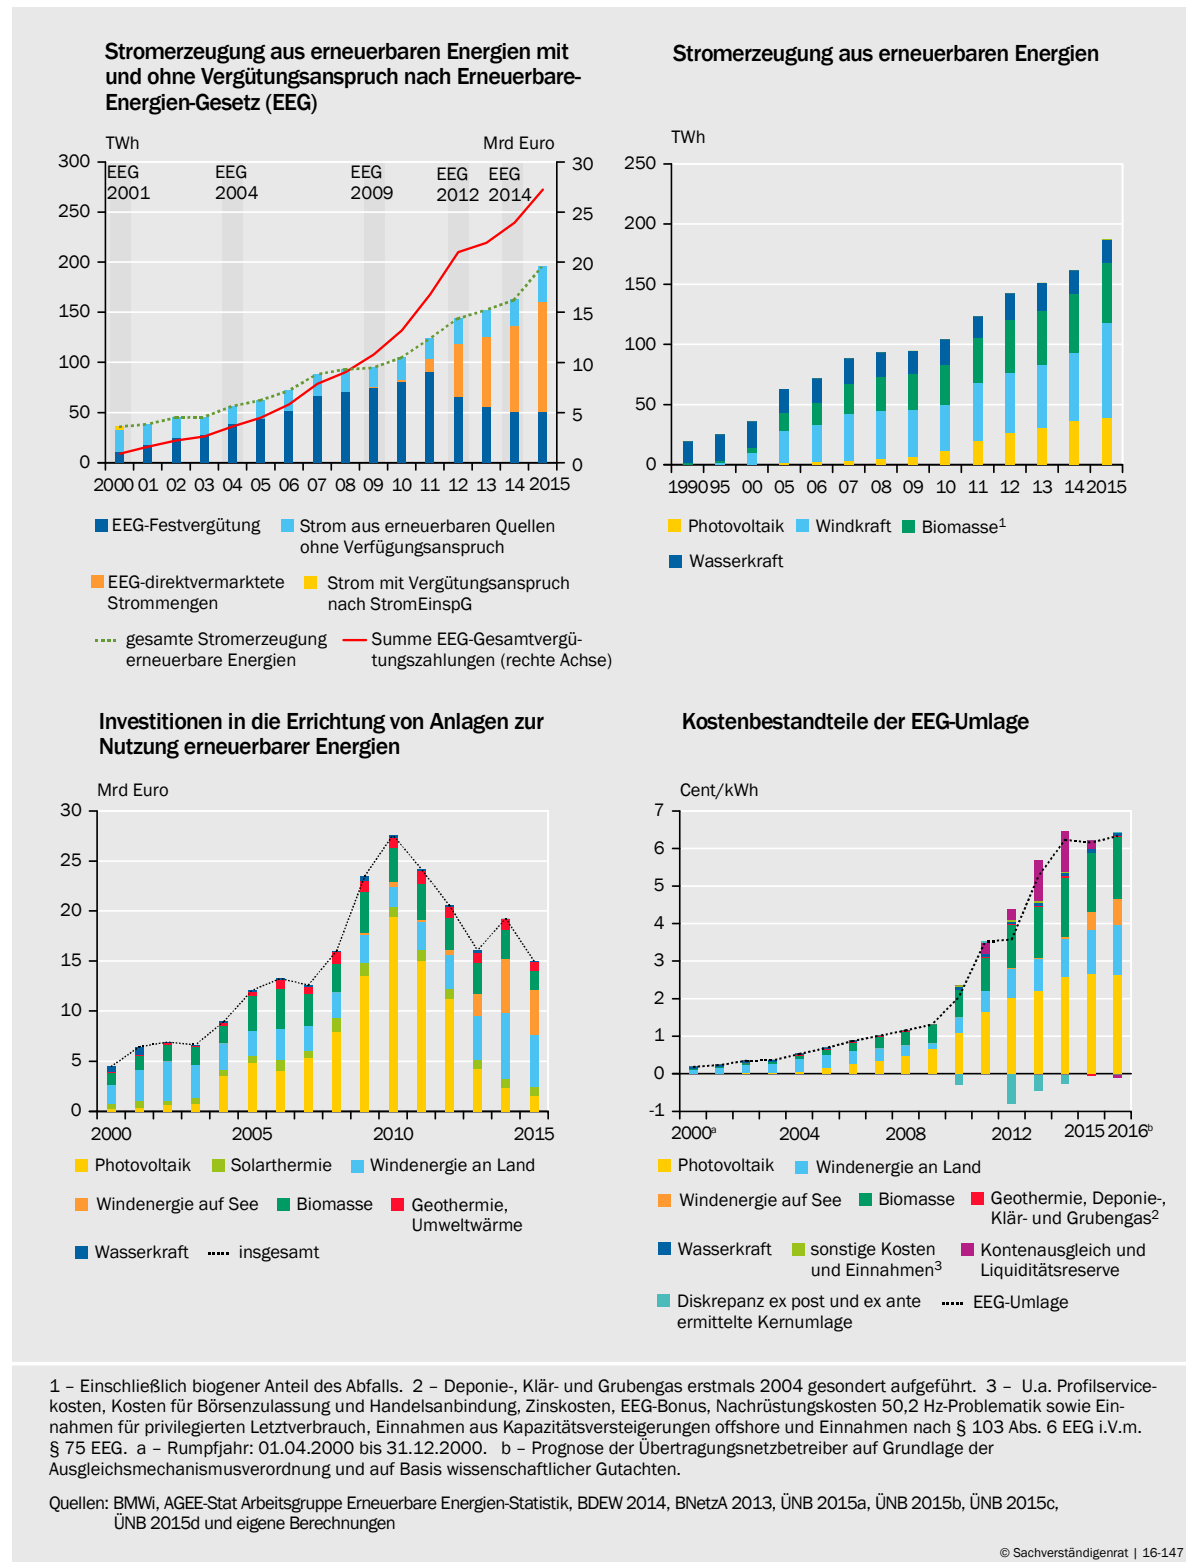 Stromerzeugung aus erneuerbaren Energien mit
und ohne Vergütungsanspruch nach Erneuerbare-
Energien-Gesetz (EEG)
TWh
Mrd Euro
300
250
200
150
100
50
0
30
25
20
15
10
5
0
EEG
2001
EEG
2004
EEG
2009
EEG
2012
EEG
2014
2000 01 02 03 04 05 06 07 08 09 10 11 12 13 14 2015
EEG-Festvergütung
Strom aus erneuerbaren Quellen
ohne Verfügungsanspruch
EEG-direktvermarktete
Strommengen
Strom mit Vergütungsanspruch
nach StromEinspG
gesamte Stromerzeugung
erneuerbare Energien
Summe EEG-Gesamtvergü-
tungszahlungen (rechte Achse)
Stromerzeugung aus erneuerbaren Energien
TWh
250
200
150
100
50
0
1990 95 00 05 06 07 08 09 10 11 12 13 14 2015
Photovoltaik
Windkraft
Biomasse1
Wasserkraft
Investitionen in die Errichtung von Anlagen zur
Nutzung erneuerbarer Energien
Mrd Euro
30
25
20
15
10
5
0
2000 2005 2010 2015
Photovoltaik
Solarthermie
Windenergie an Land
Windenergie auf See
Biomasse
Geothermie,
Umweltwärme
Wasserkraft
insgesamt
Kostenbestandteile der EEG-Umlage
Cent/kWh
7
6
5
4
3
2
1
0
-1
2000a 2004 2008 2012 2015 2016b
Photovoltaik
Windenergie an Land
Windenergie auf See
Biomasse
Geothermie, Deponie-,
Klär- und Grubengas2
Wasserkraft
sonstige Kosten
und Einnahmen3
Kontenausgleich und
Liquiditätsreserve
Diskrepanz ex post und ex ante
ermittelte Kernumlage
EEG-Umlage
1 – Einschließlich biogener Anteil des Abfalls. 2 – Deponie-, Klär- und Grubengas erstmals 2004 gesondert aufgeführt. 3 – U.a. Profilservice-
kosten, Kosten für Börsenzulassung und Handelsanbindung, Zinskosten, EEG-Bonus, Nachrüstungskosten 50,2 Hz-Problematik sowie Ein-
nahmen für privilegierten Letztverbrauch, Einnahmen aus Kapazitätsversteigerungen offshore und Einnahmen nach § 103 Abs. 6 EEG i.V.m.
§ 75 EEG. a – Rumpfjahr: 01.04.2000 bis 31.12.2000. b – Prognose der Übertragungsnetzbetreiber auf Grundlage der
Ausgleichsmechanismusverordnung und auf Basis wissenschaftlicher Gutachten.
Quellen: BMWi, AGEE-Stat Arbeitsgruppe Erneuerbare Energien-Statistik, BDEW 2014, BNetzA 2013, ÜNB 2015a, ÜNB 2015b, ÜNB 2015c,
ÜNB 2015d und eigene Berechnungen
© Sachverständigenrat | 16-147